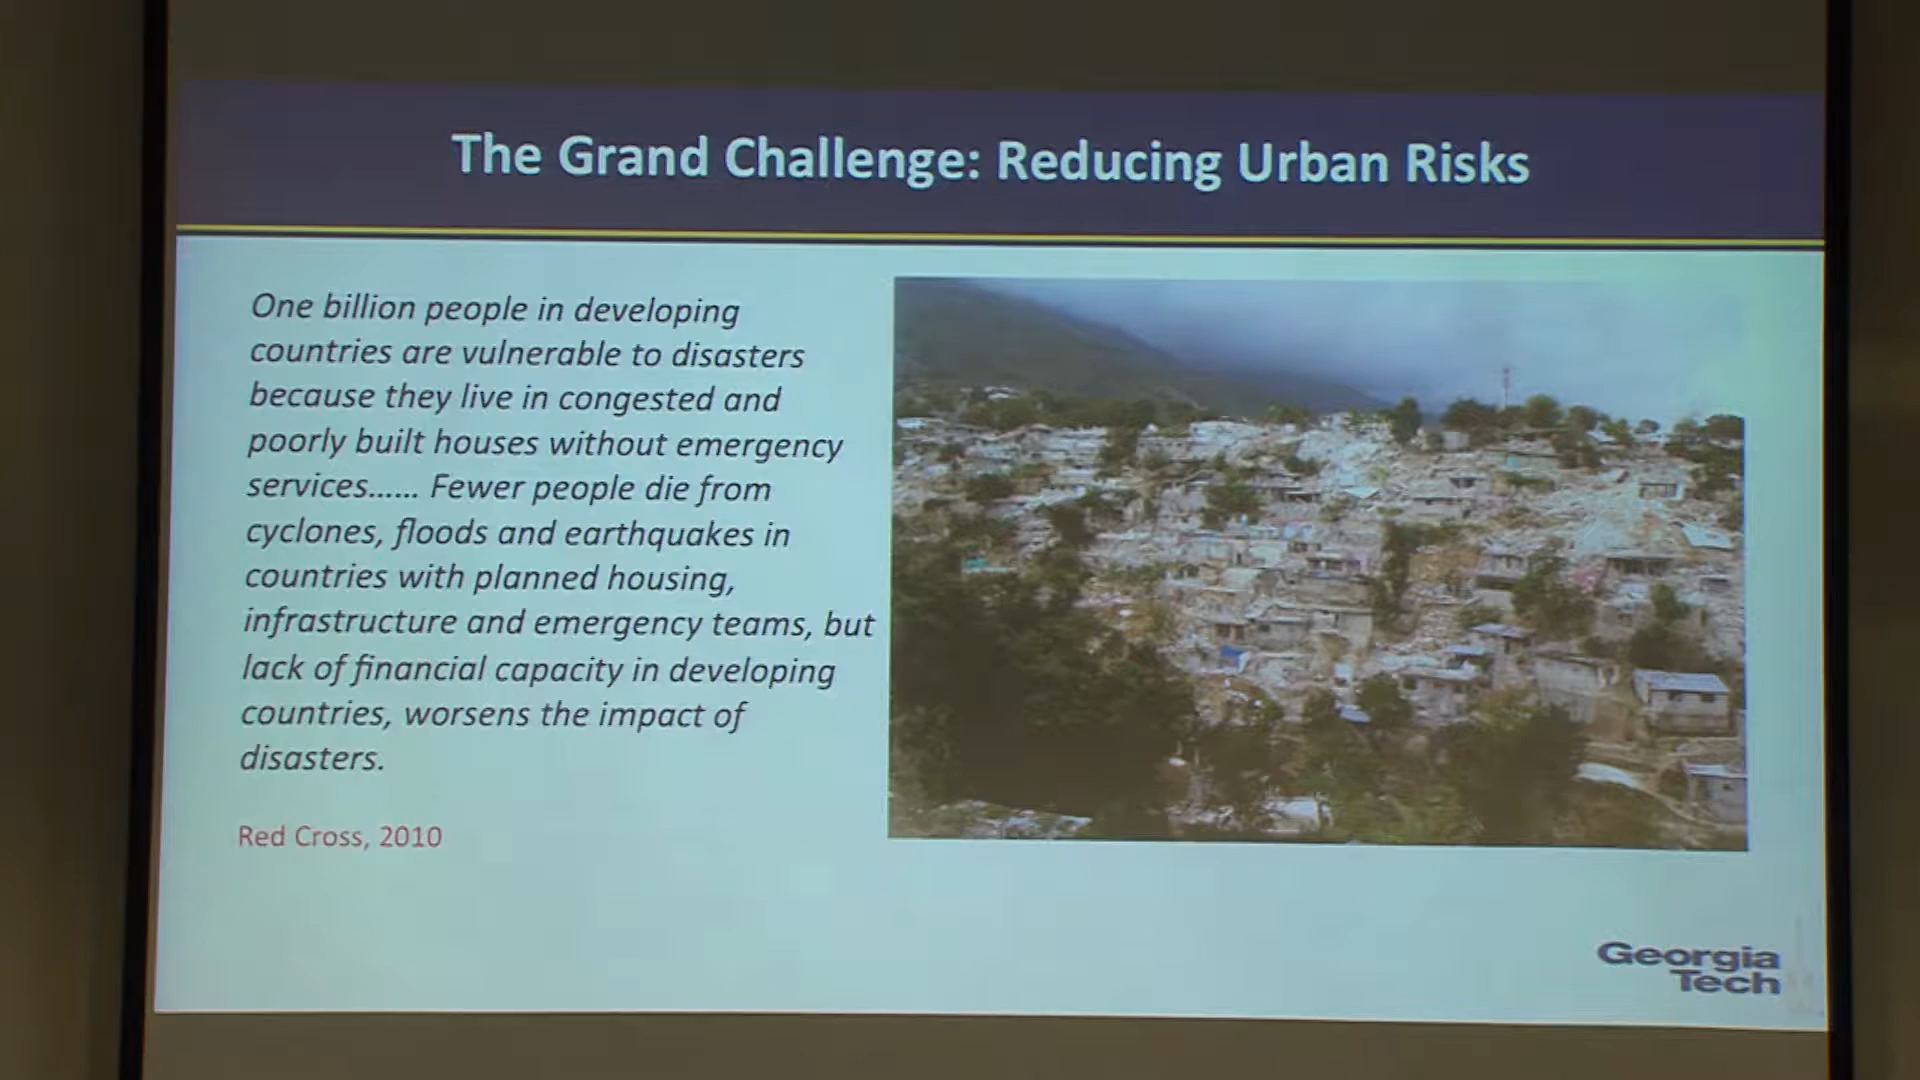 The Grand Challenge: Reducing Urban Risks
One billion people in developing
countries are vulnerable to disasters
because they live in congested and
poorly built houses without emergency
services...... Fewer people die from
cyclones, floods and earthquakes in
countries with planned housing,
infrastructure and emergency teams, but
lack of financial capacity in developing
countries, worsens the impact of
disasters.
Red Cross, 2010
Georgia
Tech